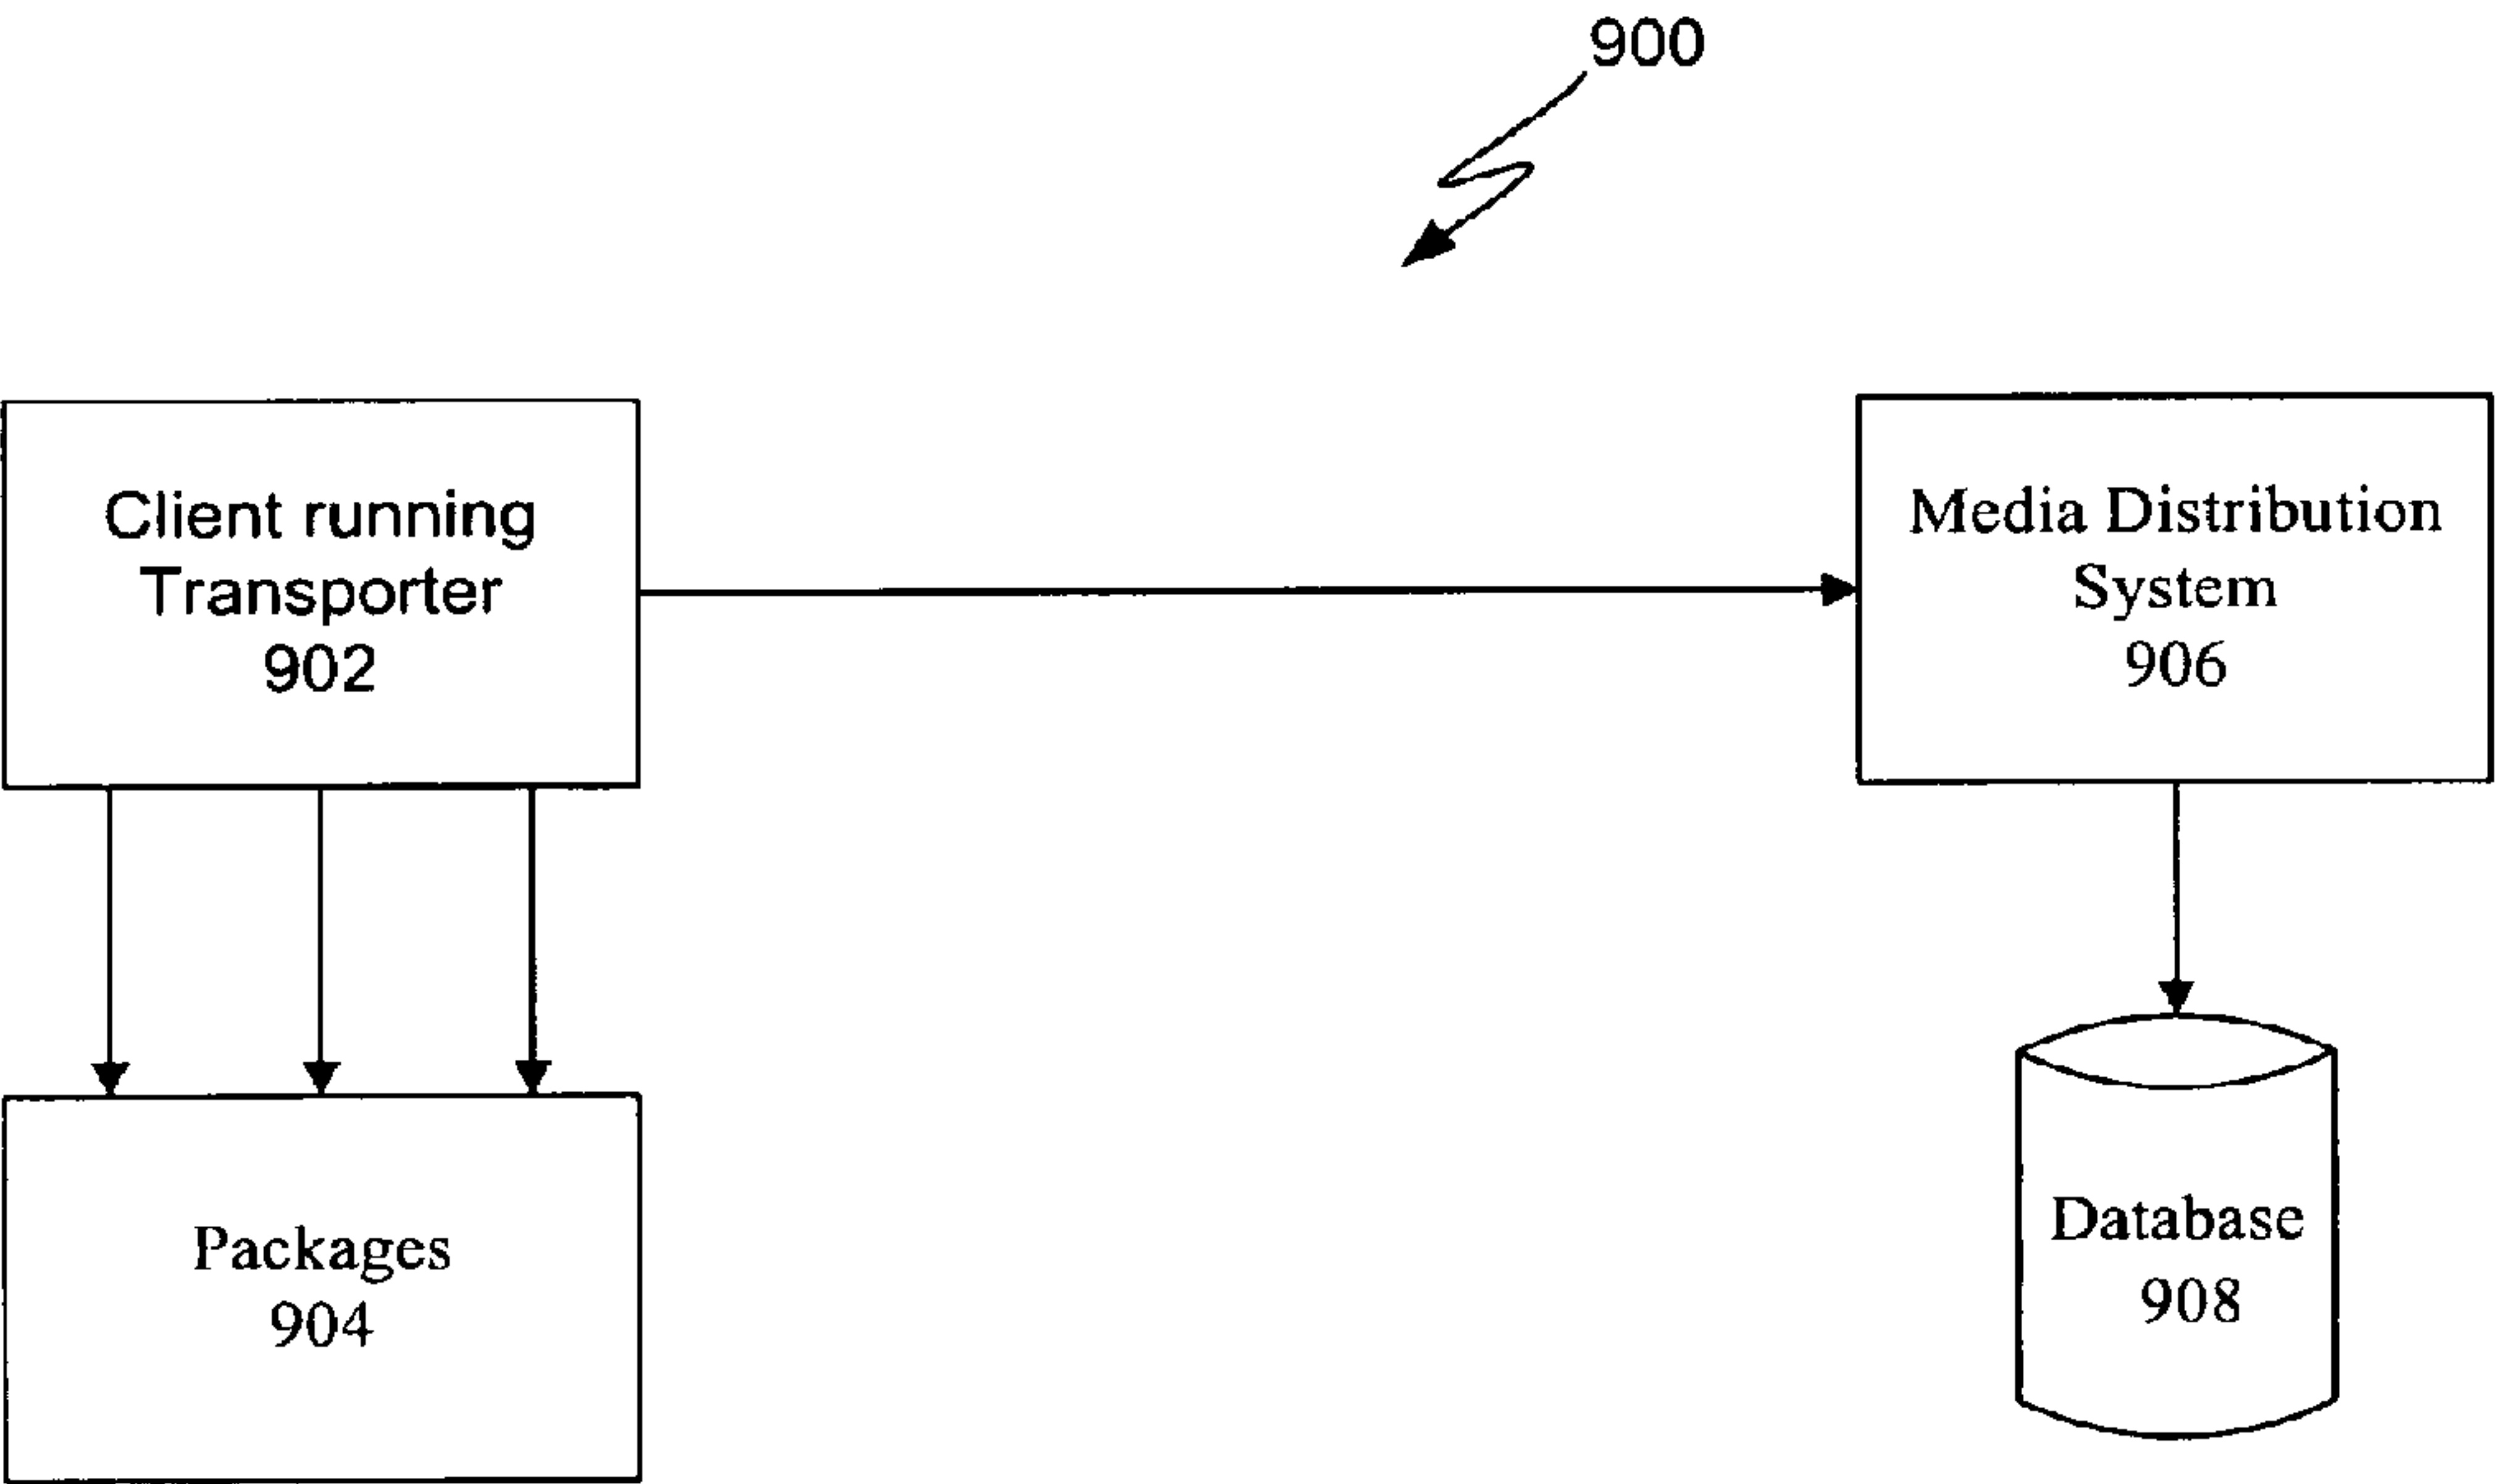 900
Client running
Transporter
902
Media Distribution
System
906
Packages
904
Database
908